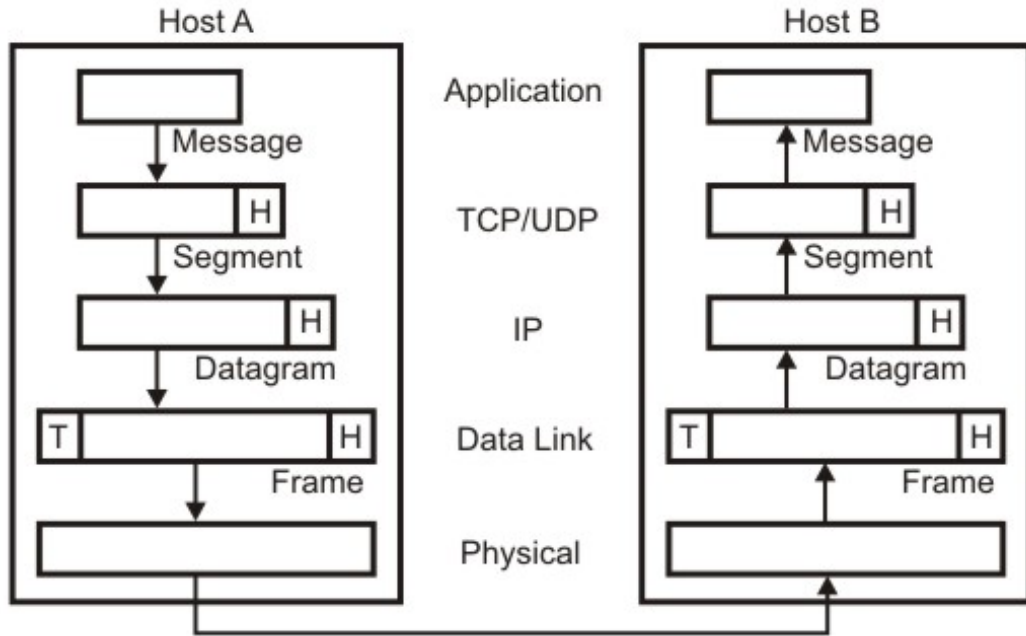 Host A
Host B
Application
Message
Message
H
TCP/UDP
H
Segment
Segment
H
IP
H
Datagram
Datagram
T
H
Data Link
T
H
Frame
Frame
Physical